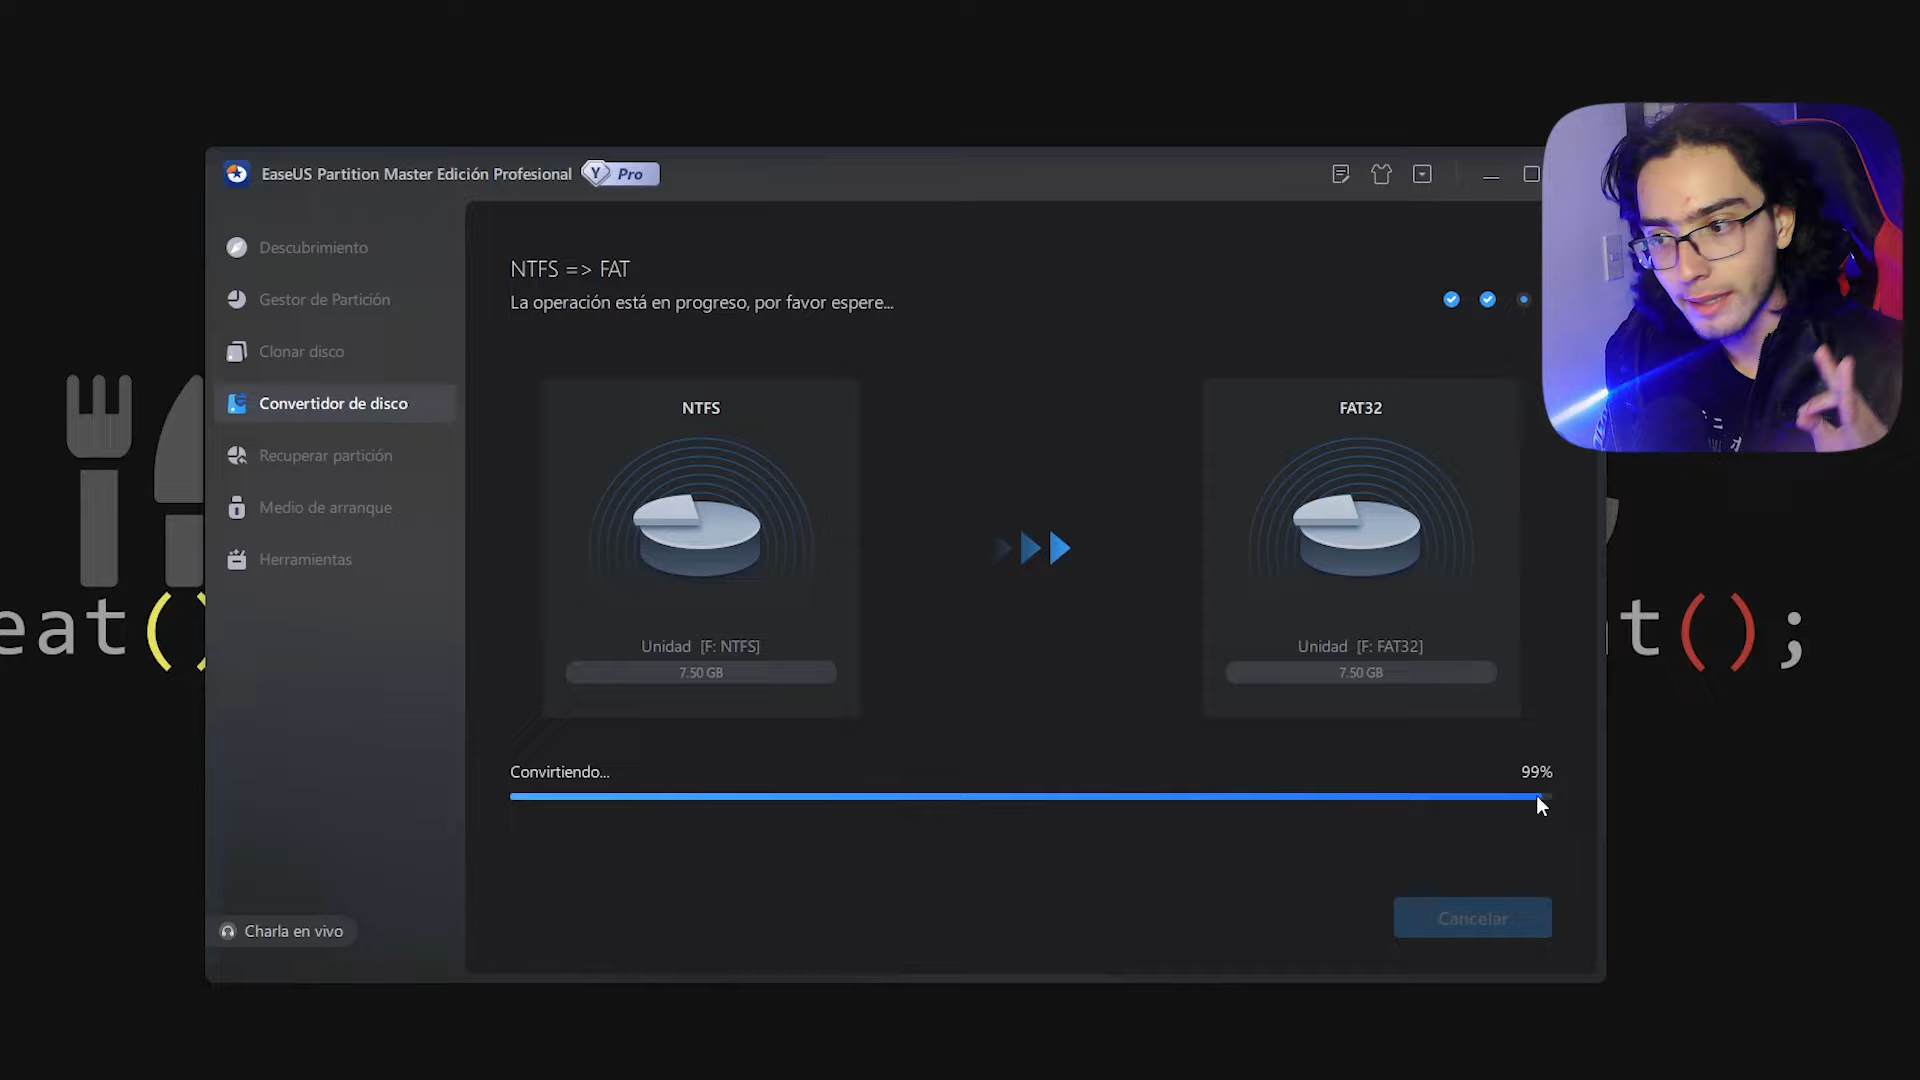 EaseUS Partition Master Edición Profesional
Y Pro
Descubrimiento
Gestor de Partición
Clonar disco
Convertidor de disco
Recuperar partición
Medio de arranque
Herramientas
Charla en vivo
NTFS => FAT
La operación está en progreso, por favor espere...
NTFS
Unidad [F: NTFS]
7.50 GB
FAT32
Unidad [F: FAT32]
7.50 GB
Convirtiendo...
99%
Cancelar
eat()
t();